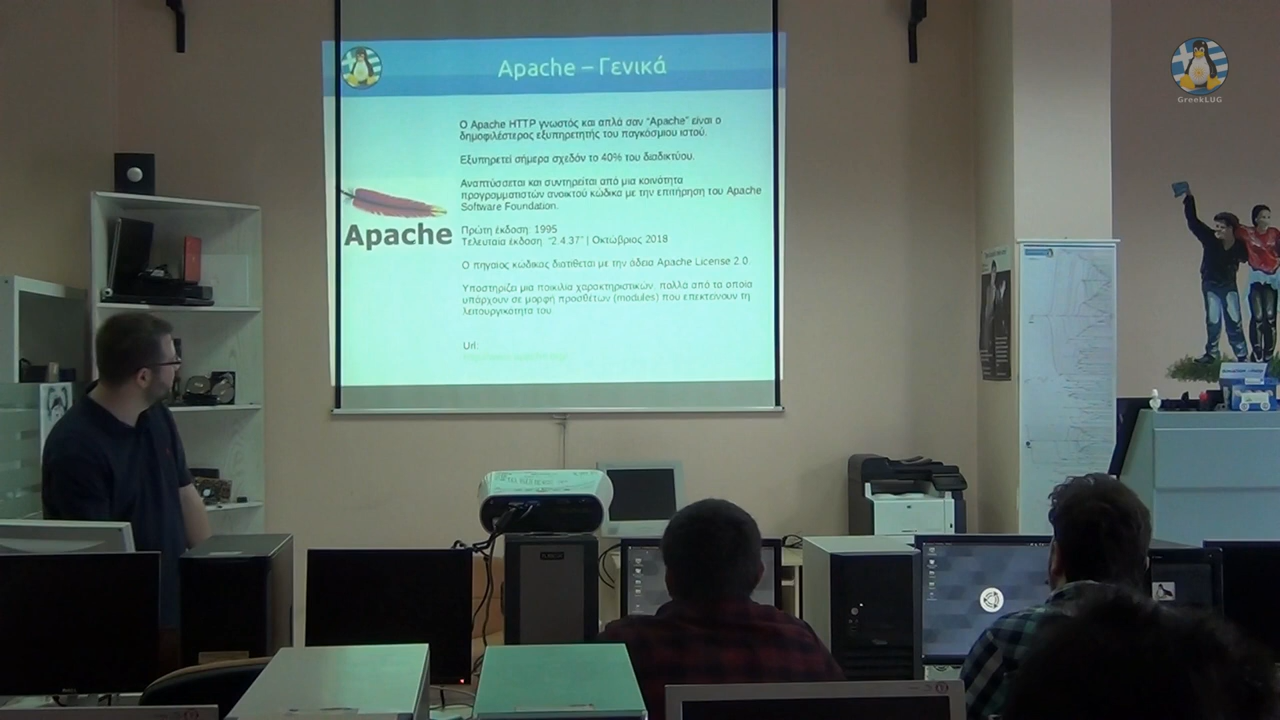 Apache – Γενικά
GreekLUG
Ο Apache HTTP γνωστός και απλά σαν “Apache” είναι ο
δημοφιλέστερος εξυπηρετητής του παγκόσμιου ιστού.
Εξυπηρετεί σήμερα σχεδόν το 40% του διαδικτύου.
Αναπτύσσεται και συντηρείται από μια κοινότητα
προγραμματιστών ανοικτού κώδικα με την επιτήρηση του Apache
Software Foundation.
Apache
Πρώτη έκδοση: 1995
Τελευταία έκδοση: “2.4.37” | Οκτώβριος 2018
Ο πηγαίος κώδικας διατίθεται με την άδεια Apache License 2.0.
Υποστηρίζει μια ποικιλία χαρακτηριστικών, πολλά από τα οποία
υπάρχουν σε μορφή προσθέτων (modules) που επεκτείνουν τη
λειτουργικότητα του.
Url: